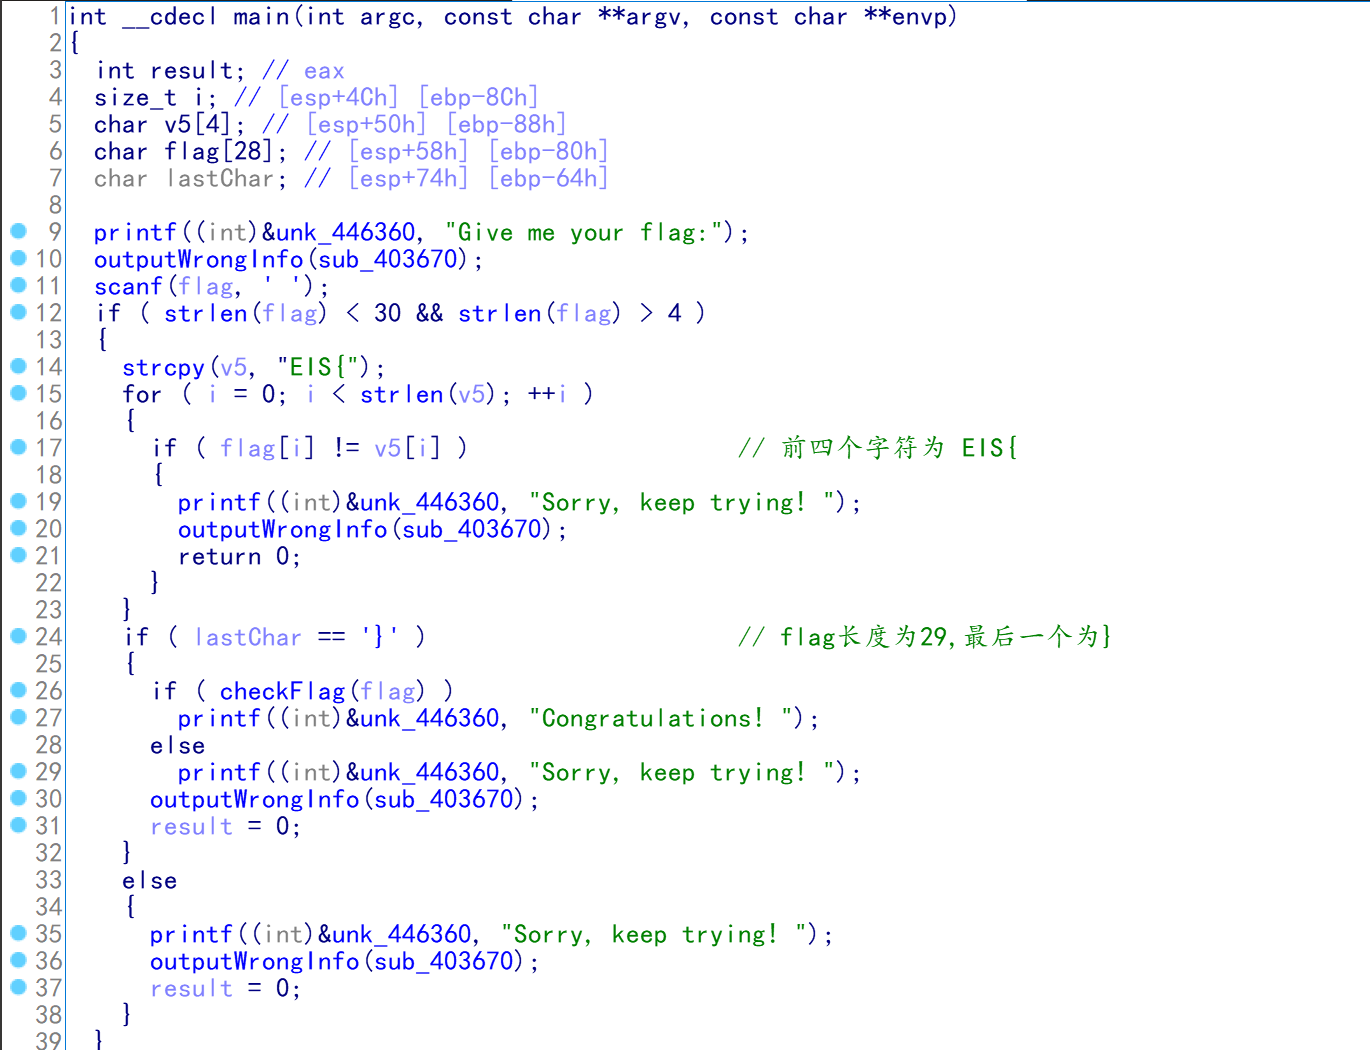 1 int __cdecl main(int argc, const char **argv, const char **envp)
2 {
3   int result; // eax
4   size_t i; // [esp+4Ch] [ebp-8Ch]
5   char v5[4]; // [esp+50h] [ebp-88h]
6   char flag[28]; // [esp+58h] [ebp-80h]
7   char lastChar; // [esp+74h] [ebp-64h]
8
9   printf((int)&unk_446360, "Give me your flag:");
10   outputWrongInfo(sub_403670);
11   scanf(flag, ' ');
12   if ( strlen(flag) < 30 && strlen(flag) > 4 )
13   {
14     strcpy(v5, "EIS{");
15     for ( i = 0; i < strlen(v5); ++i )
16     {
17       if ( flag[i] != v5[i] )                    // 前四个字符为 EIS{
18       {
19         printf((int)&unk_446360, "Sorry, keep trying! ");
20         outputWrongInfo(sub_403670);
21         return 0;
22       }
23     }
24     if ( lastChar == '}' )                       // flag长度为29,最后一个为}
25     {
26       if ( checkFlag(flag) )
27         printf((int)&unk_446360, "Congratulations! ");
28       else
29         printf((int)&unk_446360, "Sorry, keep trying! ");
30       outputWrongInfo(sub_403670);
31       result = 0;
32     }
33     else
34     {
35       printf((int)&unk_446360, "Sorry, keep trying! ");
36       outputWrongInfo(sub_403670);
37       result = 0;
38     }
39   }